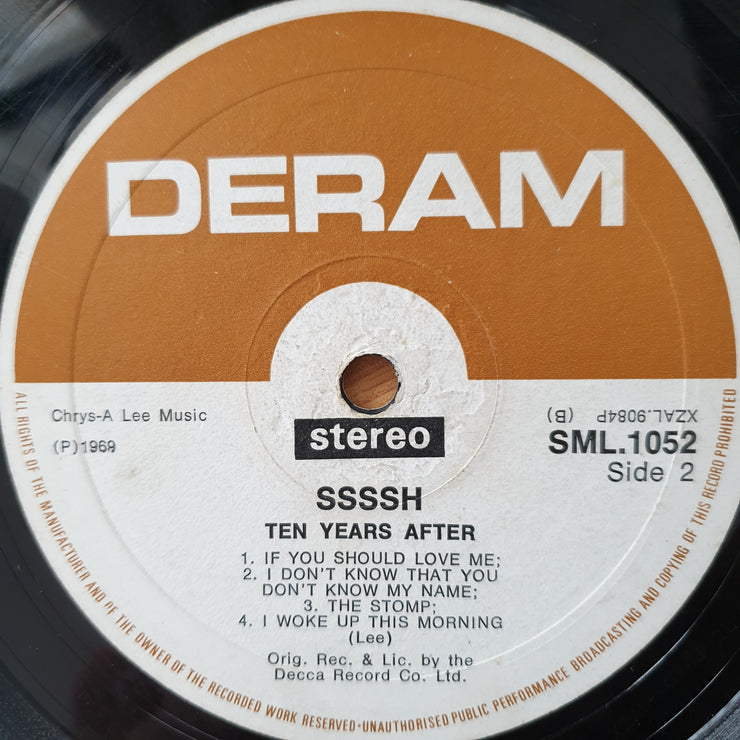 DERAM
Chrys-A Lee Music
(P)1969
stereo
XZAL.9084P (B)
SML.1052
Side 2
SSSSH
TEN YEARS AFTER
1. IF YOU SHOULD LOVE ME;
2. I DON'T KNOW THAT YOU
DON'T KNOW MY NAME;
3. THE STOMP;
4. I WOKE UP THIS MORNING
(Lee)
Orig. Rec. & Lic. by the
Decca Record Co. Ltd.
ALL RIGHTS OF THE MANUFACTURER AND OF THE OWNER OF THE RECORDED WORK RESERVED·UNAUTHORISED PUBLIC PERFORMANCE BROADCASTING AND COPYING OF THIS RECORD PROHIBITED